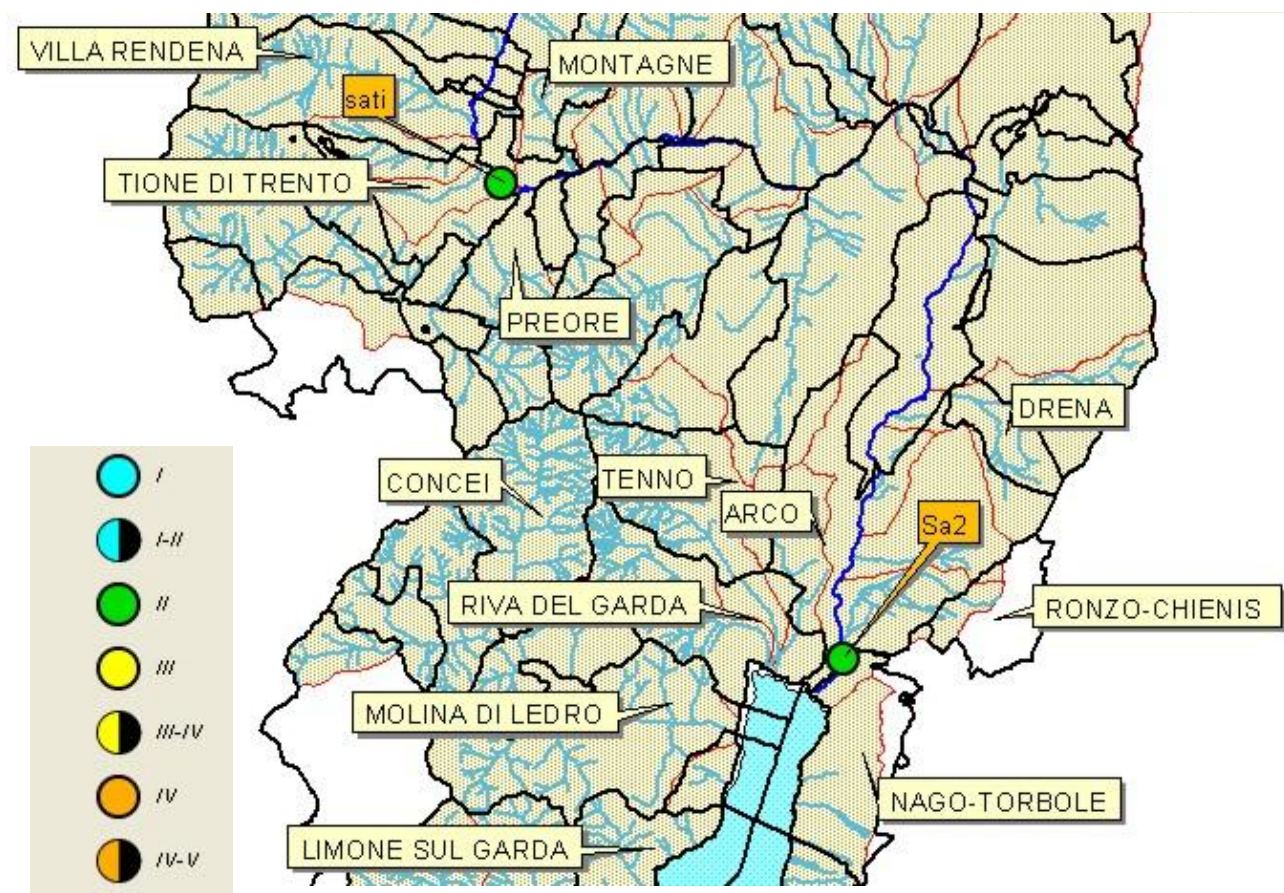 VILLA RENDENA
MONTAGNE
sati
TIONE DI TRENTO
PREORE
DRENA
CONCEI
TENNO
ARCO
Sa2
RIVA DEL GARDA
RONZO-CHIENIS
MOLINA DI LEDRO
NAGO-TORBOLE
LIMONE SUL GARDA
I
I-II
II
III
III-IV
IV
IV-V